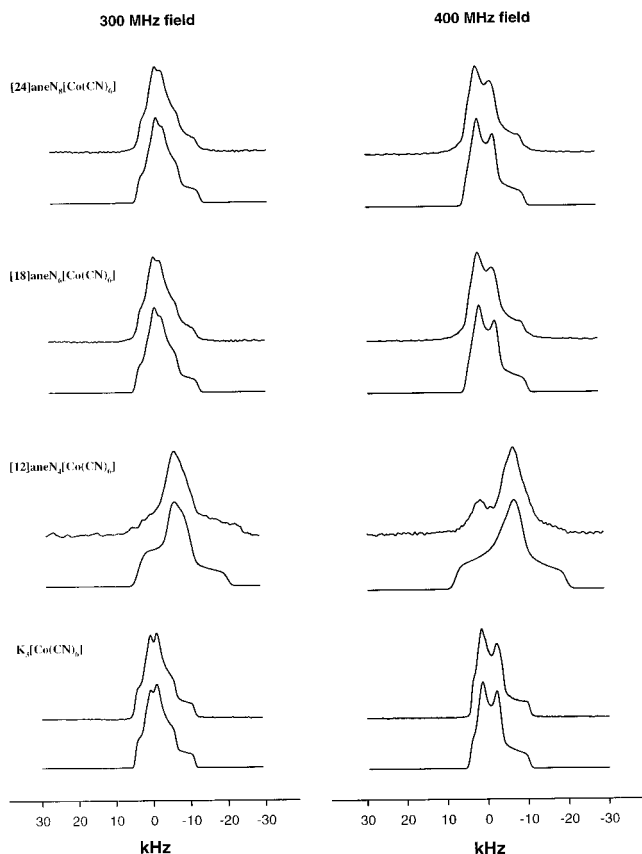 300 MHz field
400 MHz field
[24]aneN₈[Co(CN)₆]
[18]aneN₆[Co(CN)₆]
[12]aneN₄[Co(CN)₆]
K₃[Co(CN)₆]
30 20 10 0 -10 -20 -30
30 20 10 0 -10 -20 -30
kHz
kHz